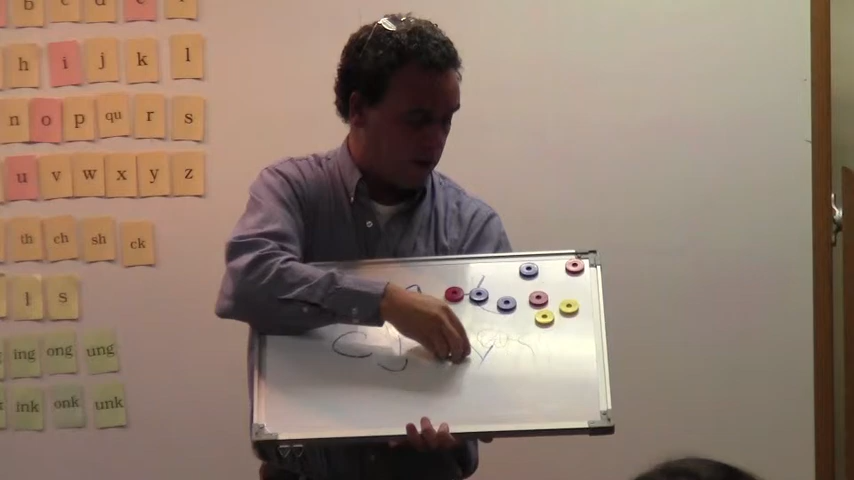 b c d e f
h i j k l
n o p qu r s
u v w x y z
th ch sh ck
l s
ing ong ung
ink onk unk